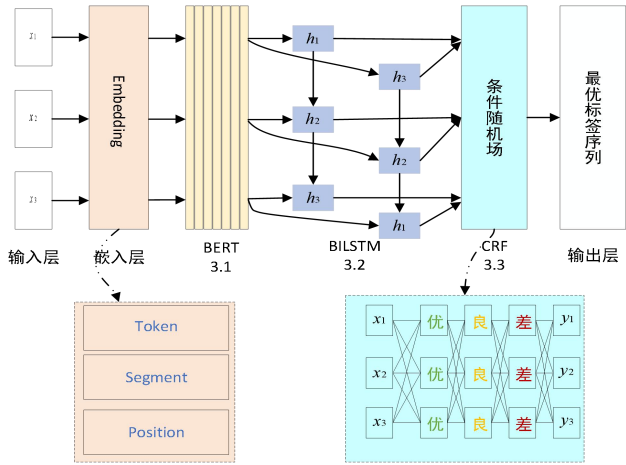 x1
x2
x3
Embedding
h1
h3
h2
h2
h3
h1
条件随机场
最优标签序列
输入层
嵌入层
BERT
3.1
BILSTM
3.2
CRF
3.3
输出层
Token
Segment
Position
x1 优 良 差 y1
x2 优 良 差 y2
x3 优 良 差 y3